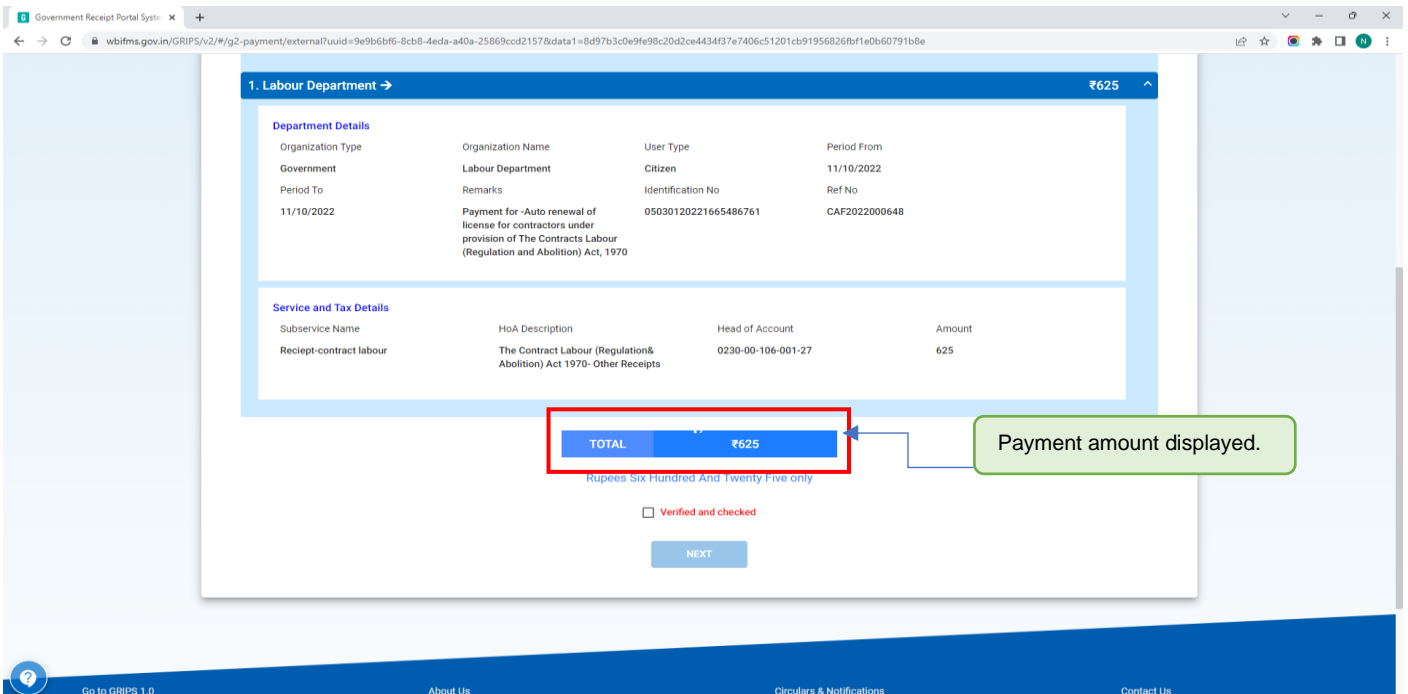 Government Receipt Portal Syste
wbifms.gov.in/GRIPS/v2/#/g2-payment/external?uuid=9e9b6bf6-8cb8-4eda-a40a-25869ccd2157&data1=8d97b3c0e9fe98c20d2ce4434f37e7406c51201cb91956826fbf1e0b60791b8e
N
1. Labour Department → ₹625
Department Details
Organization Type Organization Name User Type Period From
Government Labour Department Citizen 11/10/2022
Period To Remarks Identification No Ref No
11/10/2022 Payment for -Auto renewal of 05030120221665486761 CAF2022000648
license for contractors under
provision of The Contracts Labour
(Regulation and Abolition) Act, 1970
Service and Tax Details
Subservice Name HoA Description Head of Account Amount
Reciept-contract labour The Contract Labour (Regulation& 0230-00-106-001-27 625
Abolition) Act 1970- Other Receipts
TOTAL ₹625
Payment amount displayed.
Rupees Six Hundred And Twenty Five only
Verified and checked
NEXT
Go to GRIPS 1.0 About Us Circulars & Notifications Contact Us